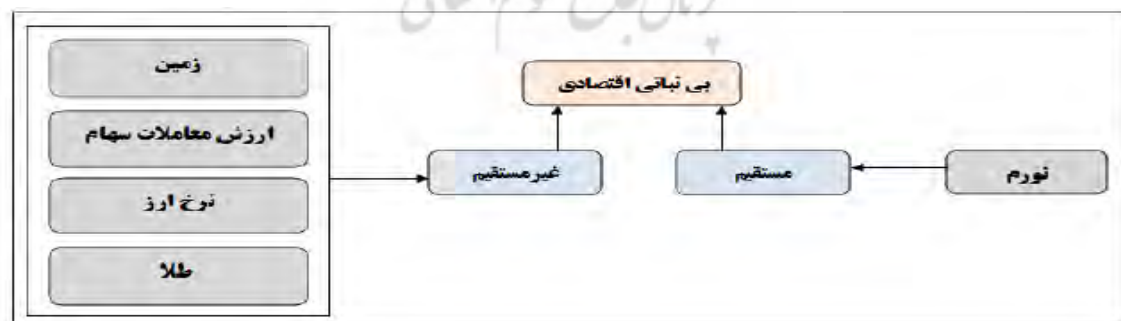 بی ثباتی اقتصادی
تورم
مستقیم
غیرمستقیم
زمین
ارزش معاملات سهام
نرخ ارز
طلا